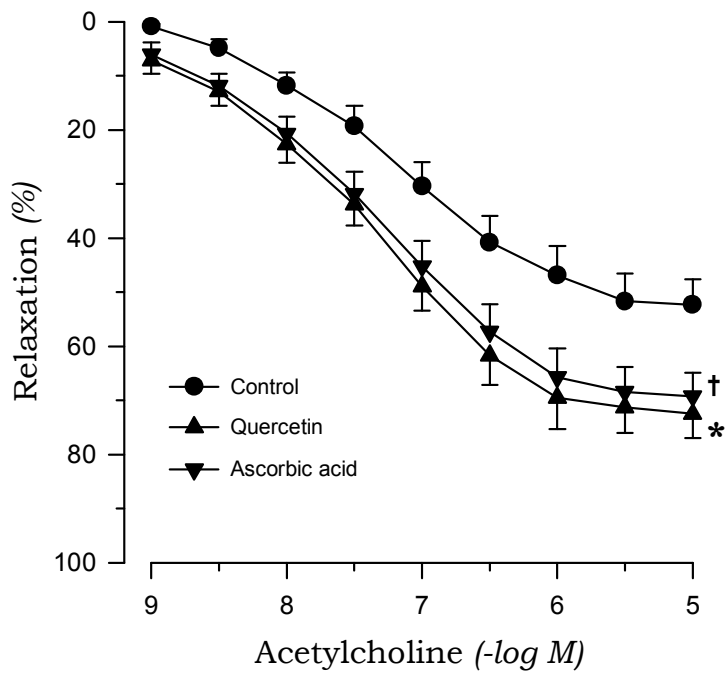 0
20
40
60
80
100
Relaxation (%)
Control
Quercetin
Ascorbic acid
†
*
9 8 7 6 5
Acetylcholine (-log M)